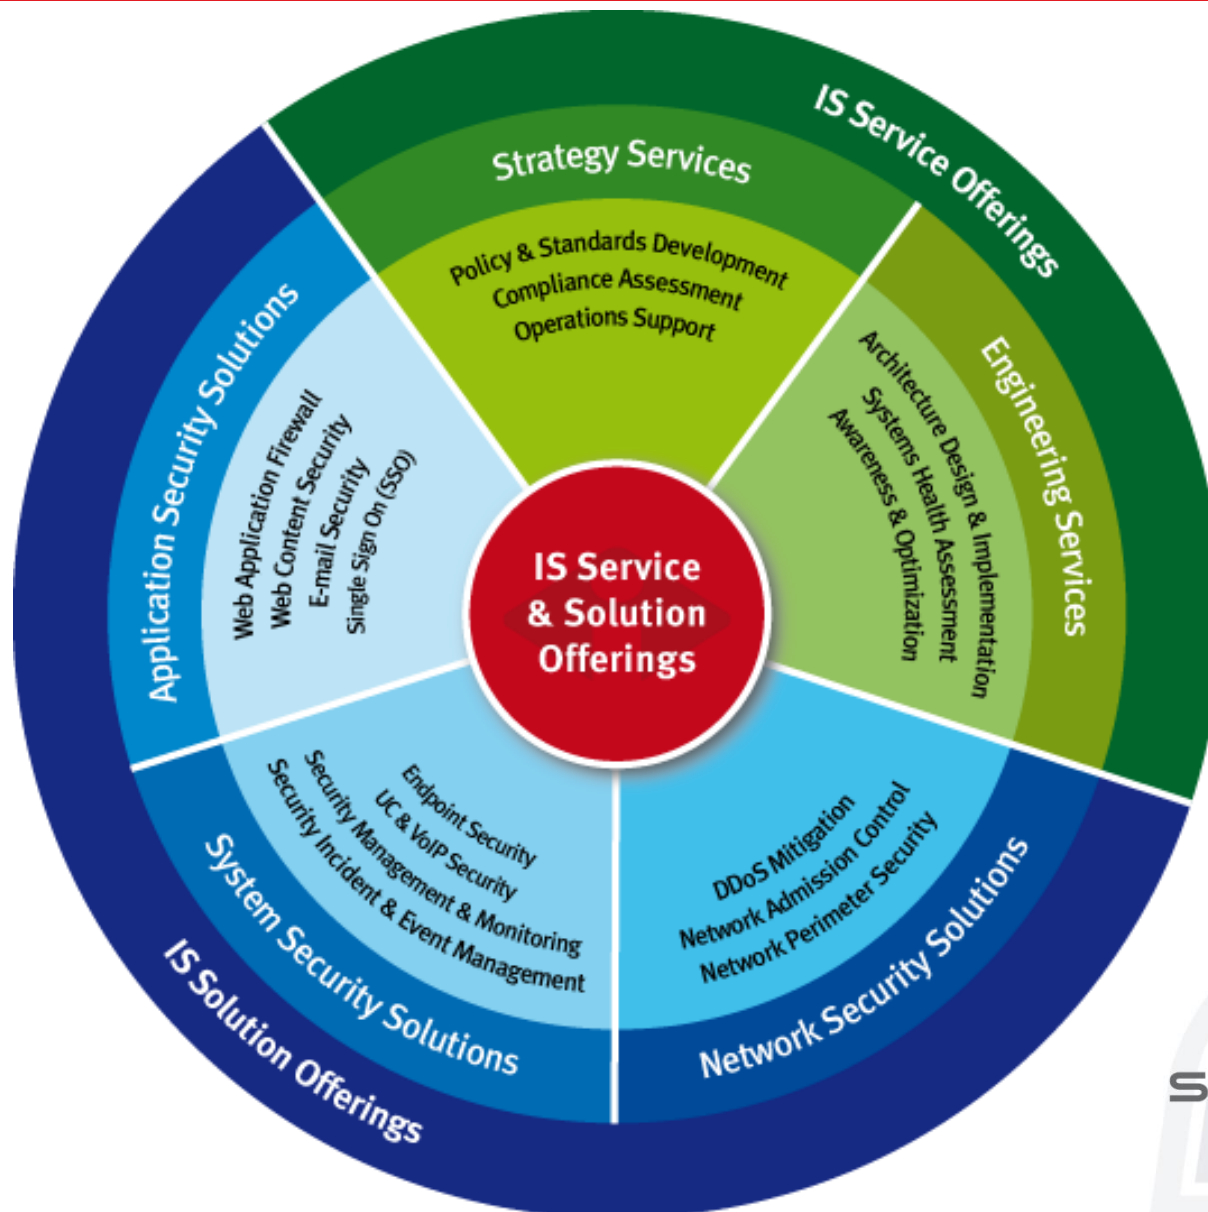 IS Service Offerings
Strategy Services
Policy & Standards Development
Compliance Assessment
Operations Support
Engineering Services
Architecture Design & Implementation
Systems Health Assessment
Awareness & Optimization
IS Service
& Solution
Offerings
Application Security Solutions
Web Application Firewall
Web Content Security
E-mail Security
Single Sign On (SSO)
System Security Solutions
Endpoint Security
UC & VoIP Security
Security Management & Monitoring
Security Incident & Event Management
Network Security Solutions
DDoS Mitigation
Network Admission Control
Network Perimeter Security
IS Solution Offerings
S